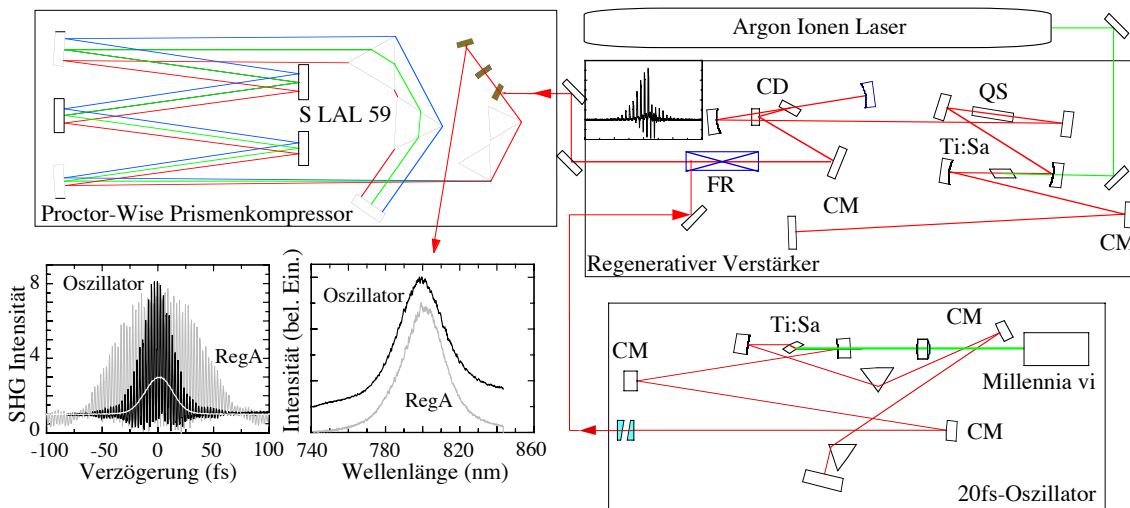 Argon Ionen Laser
CD
QS
S LAL 59
Ti:Sa
FR
CM
CM
Proctor-Wise Prismenkompressor
Regenerativer Verstärker
SHG Intensität
8
4
0
Oszillator
RegA
-100
-50
0
50
100
Verzögerung (fs)
Intensität (bel. Ein.)
Oszillator
RegA
740
780
820
860
Wellenlänge (nm)
Ti:Sa
CM
CM
Millennia vi
CM
20fs-Oszillator